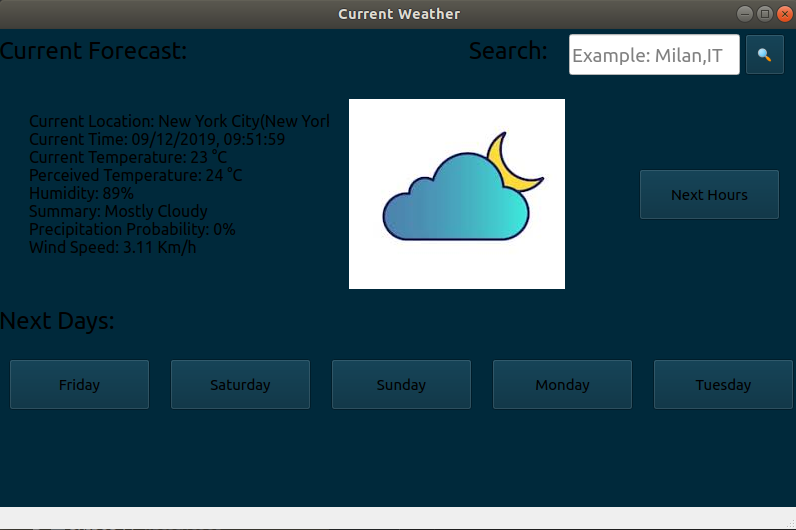 Current Weather
Current Forecast:
Search:
Example: Milan,IT
Current Location: New York City(New Yorl
Current Time: 09/12/2019, 09:51:59
Current Temperature: 23 °C
Perceived Temperature: 24 °C
Humidity: 89%
Summary: Mostly Cloudy
Precipitation Probability: 0%
Wind Speed: 3.11 Km/h
Next Hours
Next Days:
Friday
Saturday
Sunday
Monday
Tuesday